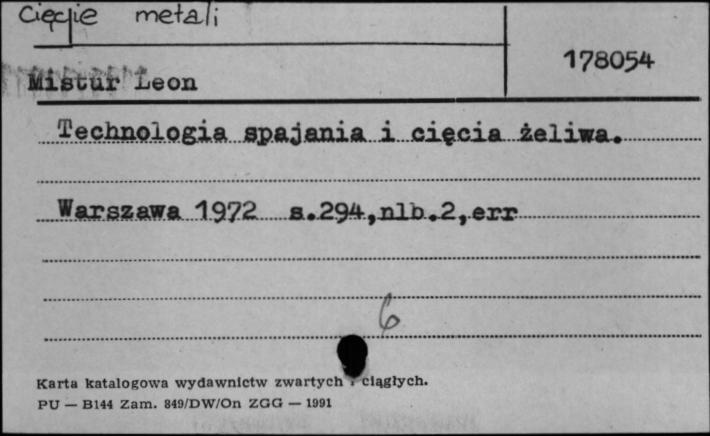 Cięcie metali
178054
Mistur Leon
Technologia spajania i cięcia żeliwa.
Warszawa 1972 s.294,nlb.2,err
6
Karta katalogowa wydawnictw zwartych i ciągłych.
PU — B144 Zam. 849/DW/On ZGG — 1991